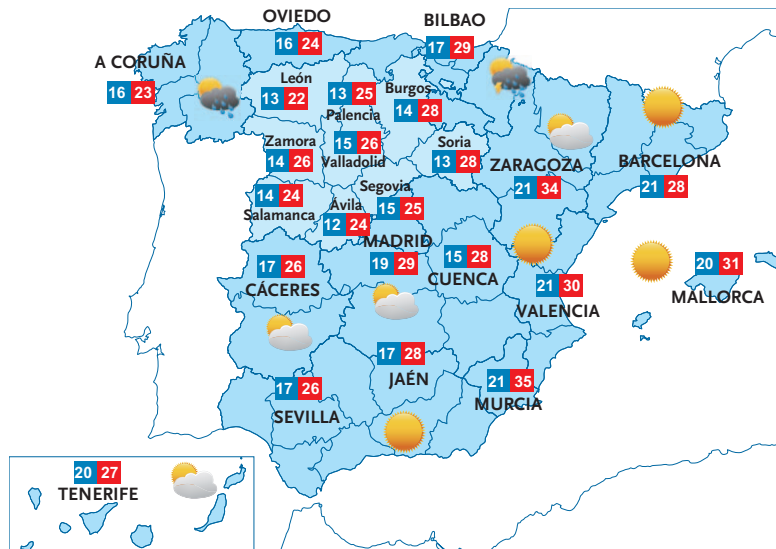 OVIEDO
16 24
BILBAO
17 29
A CORUÑA
16 23
León
13 22
13 25
Palencia
Burgos
14 28
Zamora
14 26
15 26
Valladolid
Soria
13 28
ZARAGOZA
21 34
BARCELONA
21 28
14 24
Salamanca
Ávila
12 24
Segovia
15 25
MADRID
19 29
15 28
CUENCA
17 26
CÁCERES
21 30
VALENCIA
20 31
MALLORCA
17 28
JAÉN
17 26
SEVILLA
21 35
MURCIA
20 27
TENERIFE